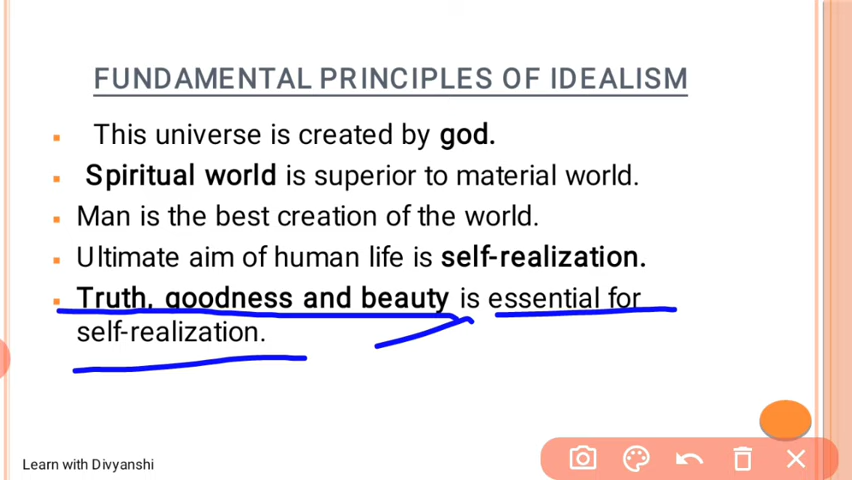 FUNDAMENTAL PRINCIPLES OF IDEALISM
This universe is created by god.
Spiritual world is superior to material world.
Man is the best creation of the world.
Ultimate aim of human life is self-realization.
Truth, goodness and beauty is essential for
self-realization.
Learn with Divyanshi